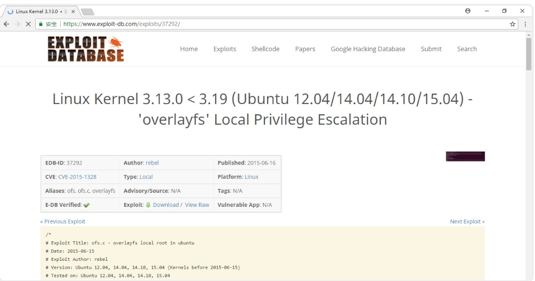 Linux Kernel 3.13.0 < 3
安全 | https://www.exploit-db.com/exploits/37292/
EXPLOIT
DATABASE
Home Exploits Shellcode Papers Google Hacking Database Submit Search
Linux Kernel 3.13.0 < 3.19 (Ubuntu 12.04/14.04/14.10/15.04) -
'overlayfs' Local Privilege Escalation
EDB-ID: 37292 Author: rebel Published: 2015-06-16
CVE: CVE-2015-1328 Type: Local Platform: Linux
Aliases: ofs, ofs.c, overlayfs Advisory/Source: N/A Tags: N/A
E-DB Verified: Exploit: Download / View Raw Vulnerable App: N/A
« Previous Exploit Next Exploit »
/*
# Exploit Title: ofs.c - overlayfs local root in ubuntu
# Date: 2015-06-15
# Exploit Author: rebel
# Version: Ubuntu 12.04, 14.04, 14.10, 15.04 (Kernels before 2015-06-15)
# Tested on: Ubuntu 12.04, 14.04, 14.10, 15.04